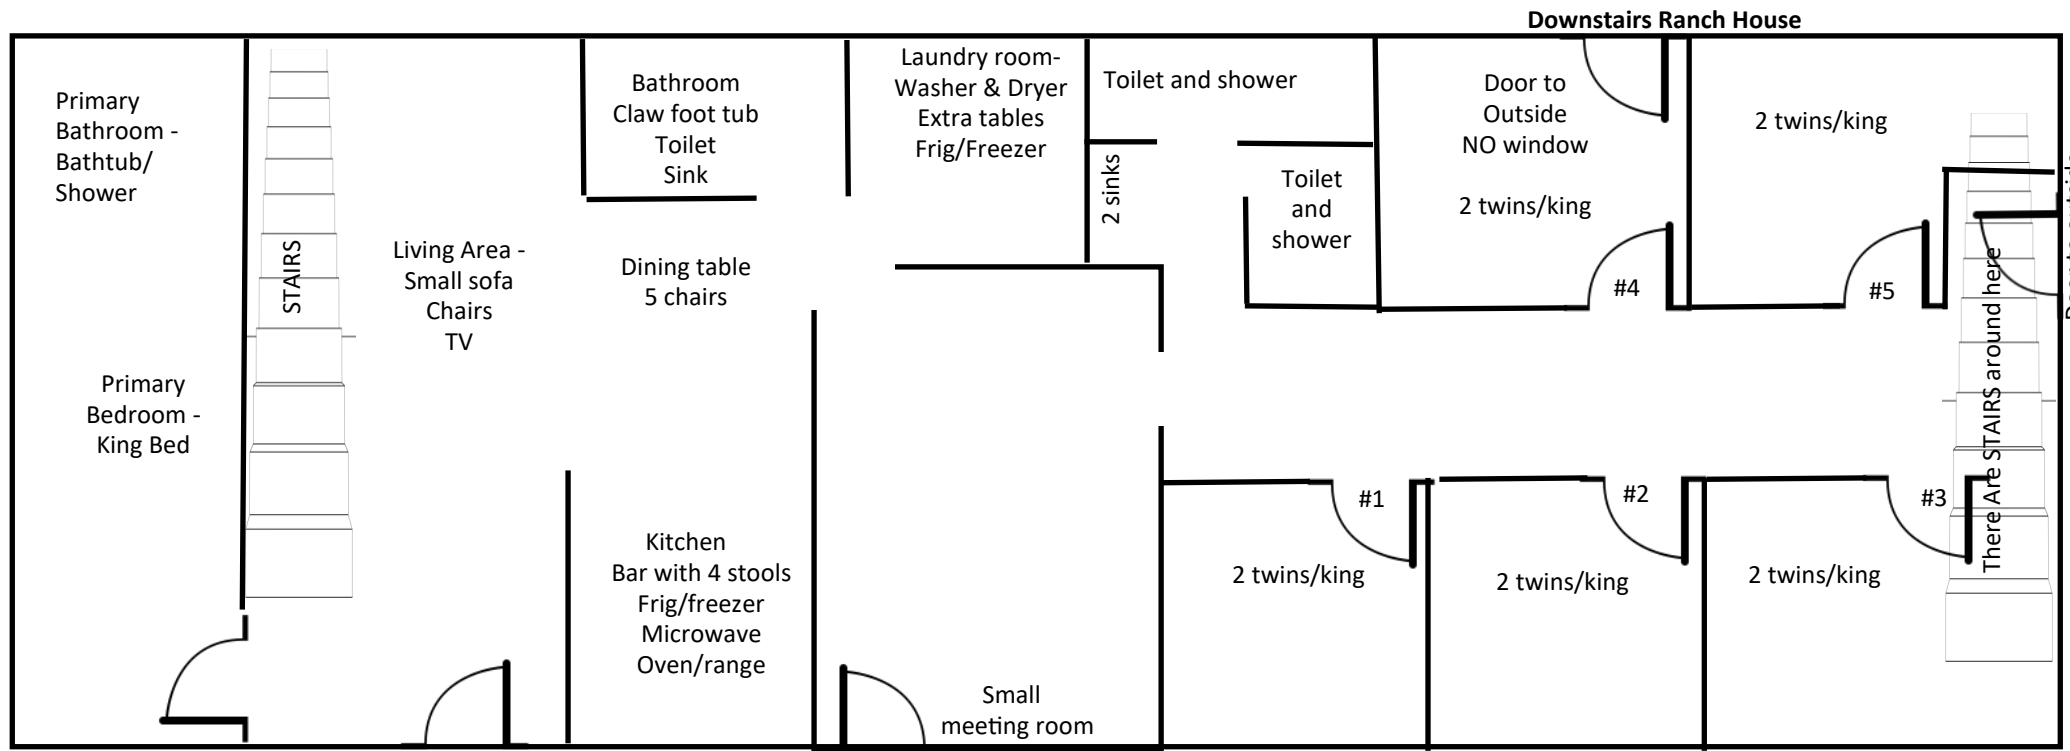 Downstairs Ranch House
Primary
Bathroom -
Bathtub/
Shower
STAIRS
Primary
Bedroom -
King Bed
Living Area -
Small sofa
Chairs
TV
Bathroom
Claw foot tub
Toilet
Sink
Dining table
5 chairs
Kitchen
Bar with 4 stools
Frig/freezer
Microwave
Oven/range
Laundry room-
Washer & Dryer
Extra tables
Frig/Freezer
Small
meeting room
Toilet and shower
2 sinks
Toilet
and
shower
Door to
Outside
NO window
2 twins/king
#4
2 twins/king
#5
#1
2 twins/king
#2
2 twins/king
#3
2 twins/king
There Are STAIRS around here